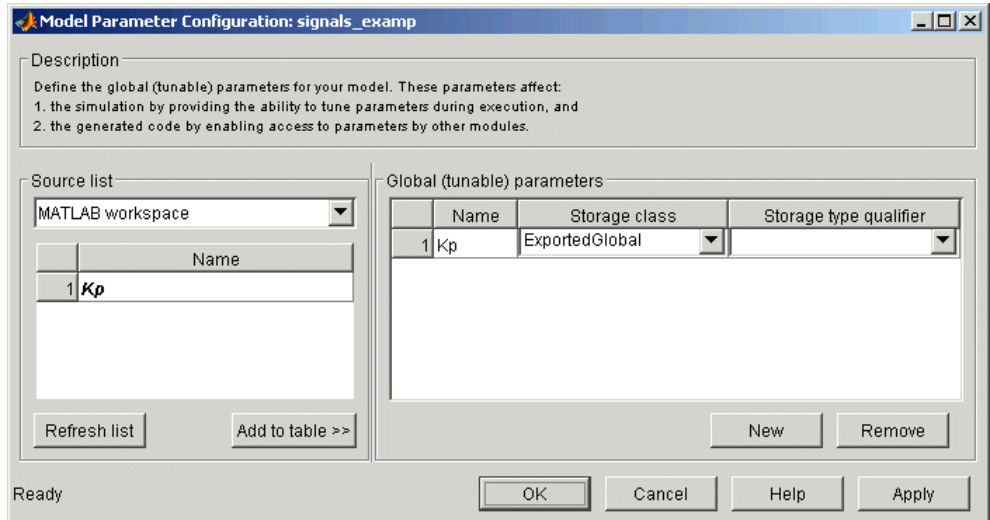 Model Parameter Configuration: signals_examp
Description
Define the global (tunable) parameters for your model. These parameters affect:
1. the simulation by providing the ability to tune parameters during execution, and
2. the generated code by enabling access to parameters by other modules.
Source list
MATLAB workspace
Name
1 Kp
Refresh list Add to table >>
Global (tunable) parameters
Name Storage class Storage type qualifier
1 Kp ExportedGlobal
New Remove
Ready OK Cancel Help Apply